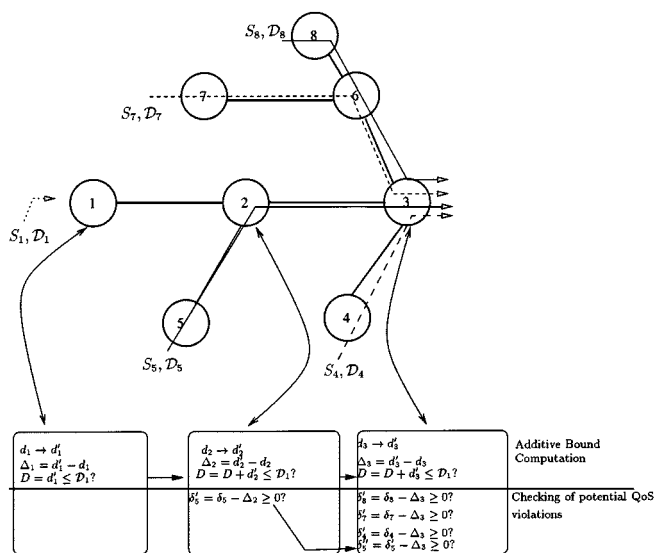 S₈, 𝒟₈
8
S₇, 𝒟₇
7
6
S₁, 𝒟₁
1
2
3
S₅, 𝒟₅
5
S₄, 𝒟₄
4
d₁ → d′₁
Δ₁ = d′₁ − d₁
D = d′₁ ≤ 𝒟₁?
d₂ → d′₂
Δ₂ = d′₂ − d₂
D = D + d′₂ ≤ 𝒟₁?
δ′₅ = δ₅ − Δ₂ ≥ 0?
d₃ → d′₃
Δ₃ = d′₃ − d₃
D = D + d′₃ ≤ 𝒟₁?
δ′₈ = δ₈ − Δ₃ ≥ 0?
δ′₇ = δ₇ − Δ₃ ≥ 0?
δ′₄ = δ₄ − Δ₃ ≥ 0?
δ″₅ = δ′₅ − Δ₃ ≥ 0?
Additive Bound
Computation
Checking of potential QoS
violations